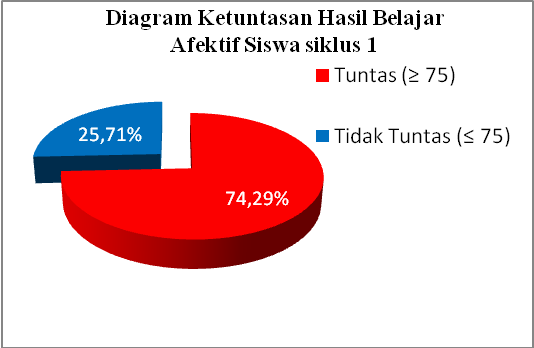 Diagram Ketuntasan Hasil Belajar
Afektif Siswa siklus 1
Tuntas (≥ 75)
Tidak Tuntas (≤ 75)
25,71%
74,29%